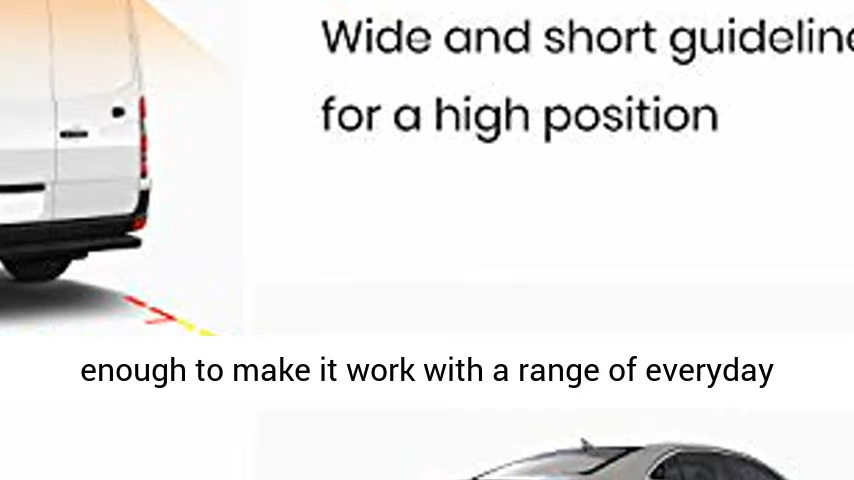 Wide and short guideline
for a high position
enough to make it work with a range of everyday